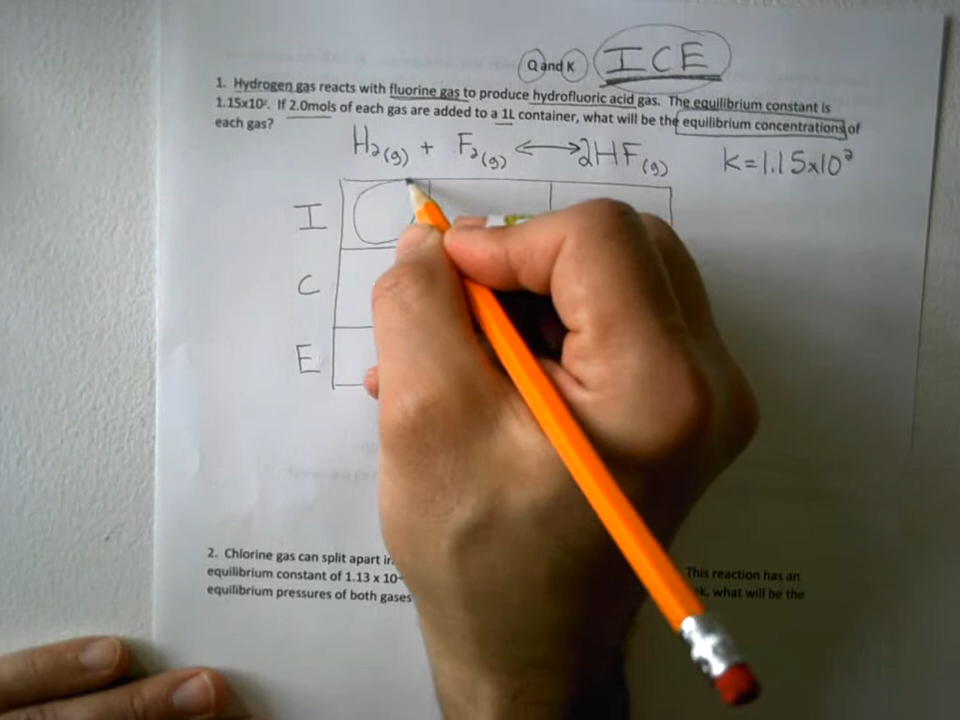 Q and K ICE
1. Hydrogen gas reacts with fluorine gas to produce hydrofluoric acid gas. The equilibrium constant is
1.15x10². If 2.0mols of each gas are added to a 1L container, what will be the equilibrium concentrations of
each gas?
H₂(g) + F₂(g) ⟷ 2HF(g) K=1.15x10²
I
C
E
2. Chlorine gas can split apart This reaction has an
equilibrium constant of 1.13 x 10⁻ what will be the
equilibrium pressures of both gases